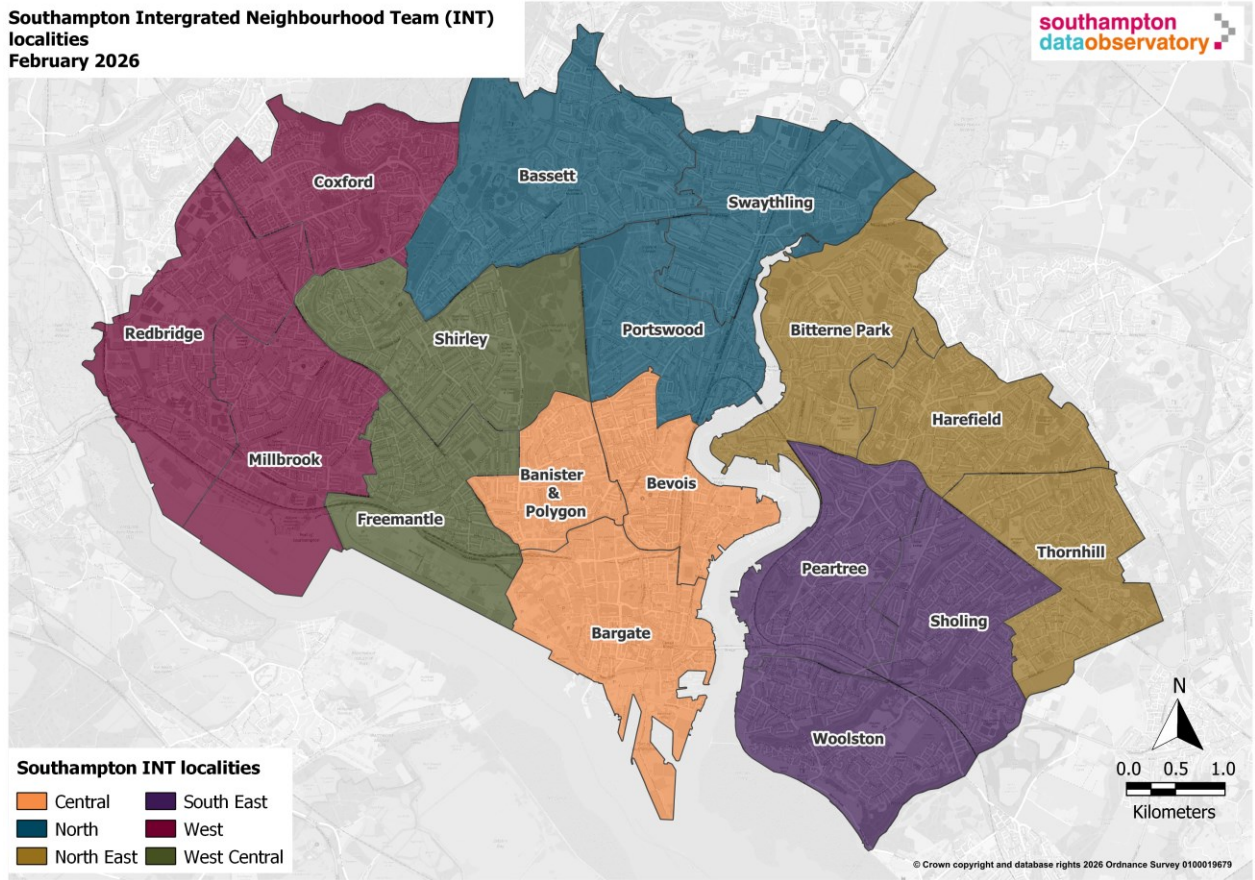 Southampton Intergrated Neighbourhood Team (INT)
localities
February 2026
southampton
dataobservatory
Coxford
Bassett
Swaythling
Redbridge
Shirley
Portswood
Bitterne Park
Harefield
Millbrook
Banister
&
Polygon
Bevois
Freemantle
Thornhill
Peartree
Sholing
Bargate
Woolston
N
0.0 0.5 1.0
Kilometers
Southampton INT localities
Central
South East
North
West
North East
West Central
© Crown copyright and database rights 2026 Ordnance Survey 0100019679